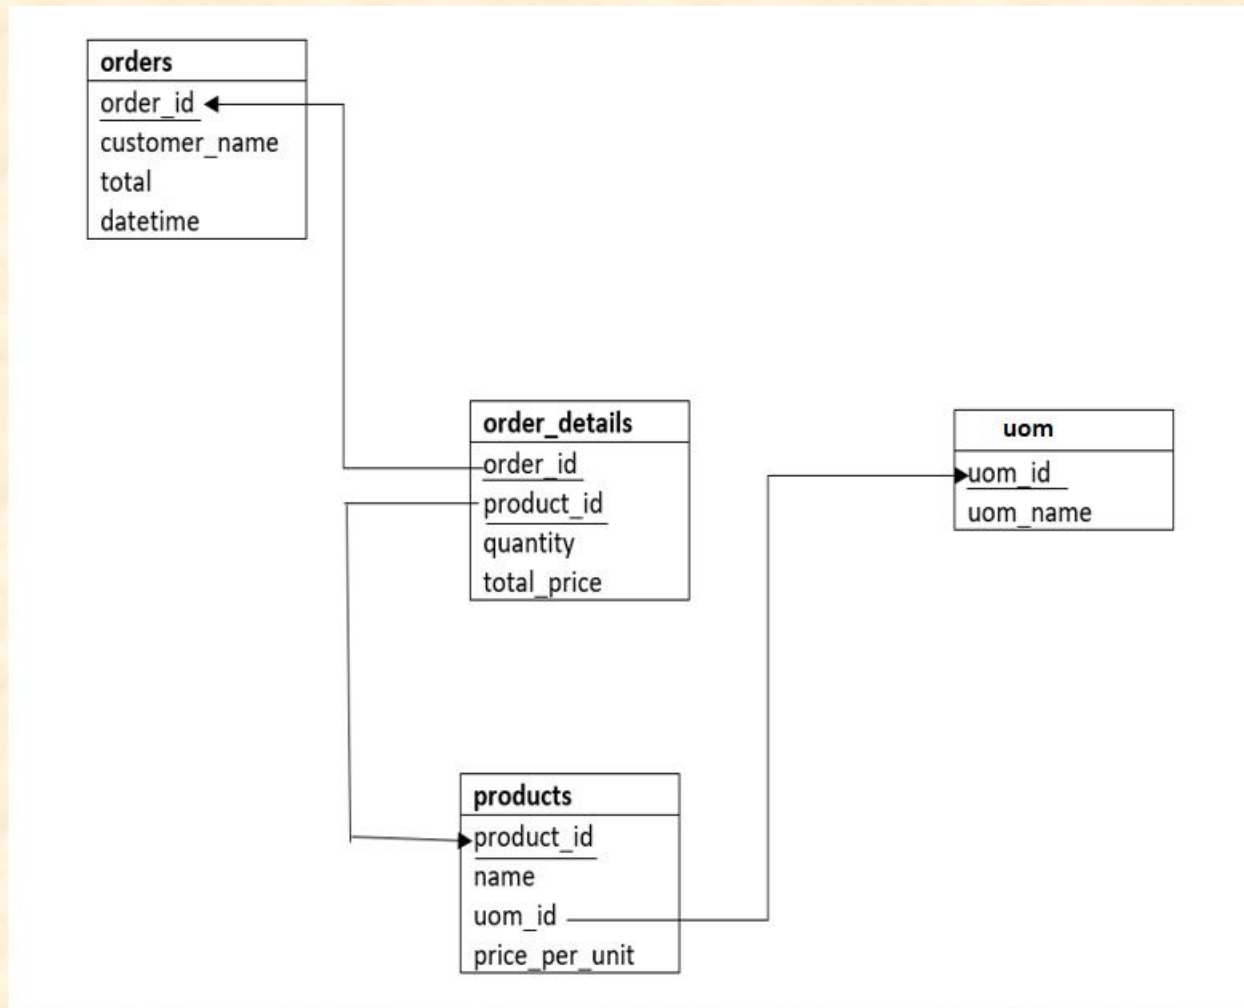 orders
order_id
customer_name
total
datetime
order_details
order_id
product_id
quantity
total_price
uom
uom_id
uom_name
products
product_id
name
uom_id
price_per_unit